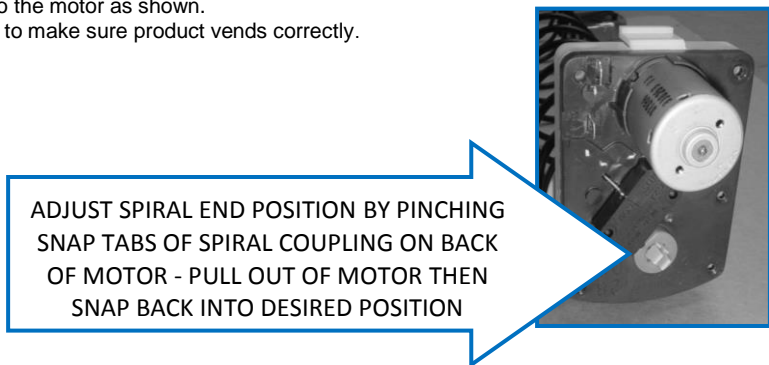 o the motor as shown.
to make sure product vends correctly.
ADJUST SPIRAL END POSITION BY PINCHING
SNAP TABS OF SPIRAL COUPLING ON BACK
OF MOTOR - PULL OUT OF MOTOR THEN
SNAP BACK INTO DESIRED POSITION